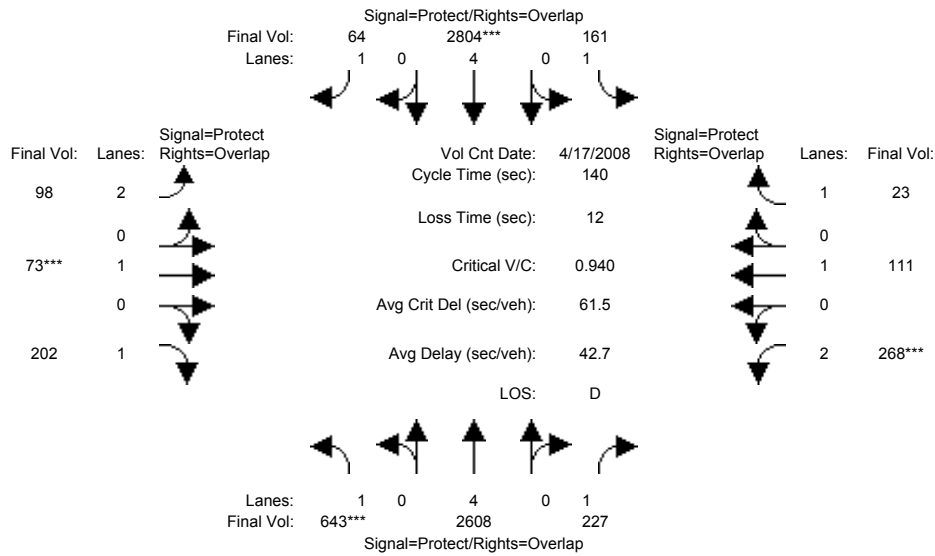 Signal=Protect/Rights=Overlap
Final Vol: 64 2804*** 161
Lanes: 1 0 4 0 1
Signal=Protect Signal=Protect
Final Vol: Lanes: Rights=Overlap Vol Cnt Date: 4/17/2008 Rights=Overlap Lanes: Final Vol:
Cycle Time (sec): 140
98 2 1 23
Loss Time (sec): 12
0 0
73*** 1 Critical V/C: 0.940 1 111
0 Avg Crit Del (sec/veh): 61.5 0
202 1 Avg Delay (sec/veh): 42.7 2 268***
LOS: D
Lanes: 1 0 4 0 1
Final Vol: 643*** 2608 227
Signal=Protect/Rights=Overlap